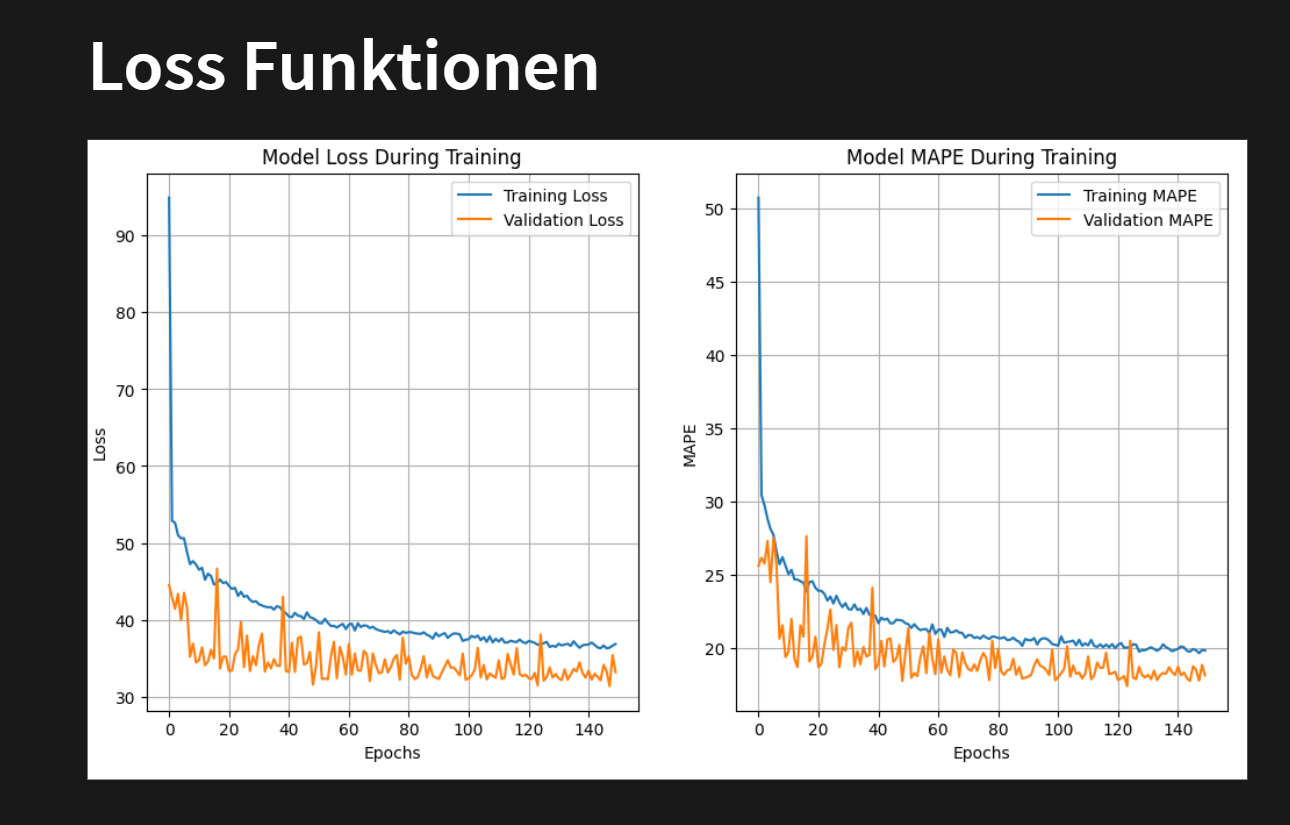 Loss Funktionen
Model Loss During Training
Training Loss
Validation Loss
90
80
70
60
50
40
30
Loss
0 20 40 60 80 100 120 140
Epochs
Model MAPE During Training
Training MAPE
Validation MAPE
50
45
40
35
30
25
20
MAPE
0 20 40 60 80 100 120 140
Epochs